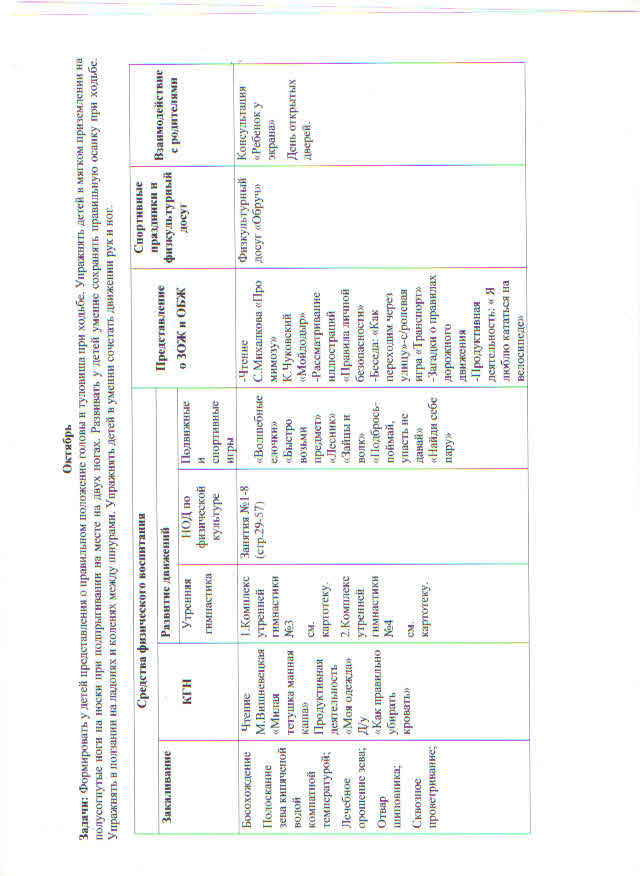 Октябрь
Задачи: Формировать у детей представления о правильном положение головы и туловища при ходьбе. Упражнять детей в мягком приземлении на
полусогнутые ноги на носки при подпрыгивании на месте на двух ногах. Развивать у детей умение сохранять правильную осанку при ходьбе.
Упражнять в ползании на ладонях и коленях между шнурами. Упражнять детей в умении сочетать движении рук и ног.
Средства физического воспитания
Закаливание
КГН
Развитие движений
Утренняя
гимнастика
НОД по
физической
культуре
Подвижные
и
спортивные
игры
Представление
о ЗОЖ и ОБЖ
Спортивные
праздники и
физкультурный
досуг
Взаимодействие
с родителями
Босохождение
Полоскание
зева кипяченой
водой
комнатной
температурой;
Лечебное
орошение зева;
Отвар
шиповника;
Сквозное
проветривание;
Чтение
М.Вишневецкая
«Милая
тетушка манная
каша»
Продуктивная
деятельность
«Моя одежда»
Д/у
«Как правильно
убирать
кровать»
1.Комплекс
утренней
гимнастики
№3
см.
картотеку.
2.Комплекс
утренней
гимнастики
№4
см.
картотеку.
Занятия №1-8
(стр.29-57)
«Волшебные
елочки»
«Быстро
возьми
предмет»
«Лесник»
«Зайцы и
волк»
«Подбрось-
поймай,
упасть не
давай»
«Найди себе
пару»
-Чтение
С.Михалкова «Про
мимозу»
К.Чуковский
«Мойдодыр»
-Рассматривание
иллюстраций
«Правила личной
безопасности»
-Беседа: «Как
переходим через
улицу»-с/ролевая
игра «Транспорт»
-Загадки о правилах
дорожного
движения
-Продуктивная
деятельность: « Я
люблю кататься на
велосипеде»
Физкультурный
досуг «Обруч»
Консультация
«Ребенок у
экрана»
День открытых
дверей.